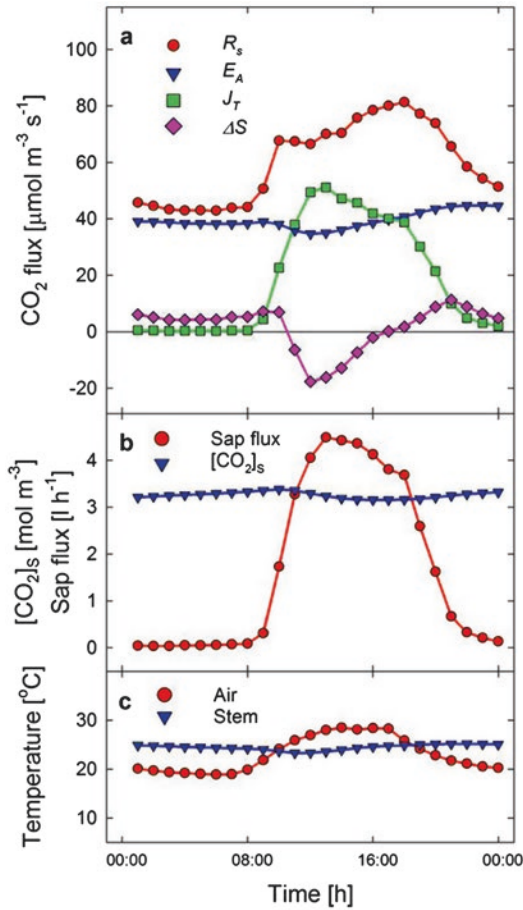 a
R_s
E_A
J_T
ΔS
CO₂ flux [µmol m⁻³ s⁻¹]
100
80
60
40
20
0
-20
b
Sap flux
[CO₂]_S
[CO₂]_S [mol m⁻³]
Sap flux [l h⁻¹]
4
3
2
1
0
c
Air
Stem
Temperature [°C]
30
20
10
00:00 08:00 16:00 00:00
Time [h]